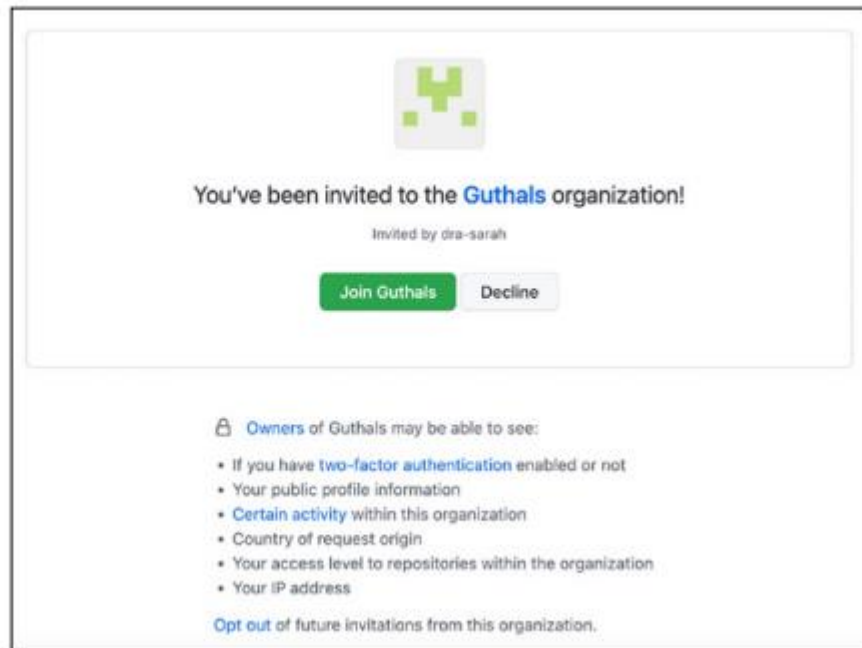 You've been invited to the Guthals organization!
Invited by dra-sarah
Join Guthals Decline
Owners of Guthals may be able to see:
• If you have two-factor authentication enabled or not
• Your public profile information
• Certain activity within this organization
• Country of request origin
• Your access level to repositories within the organization
• Your IP address
Opt out of future invitations from this organization.